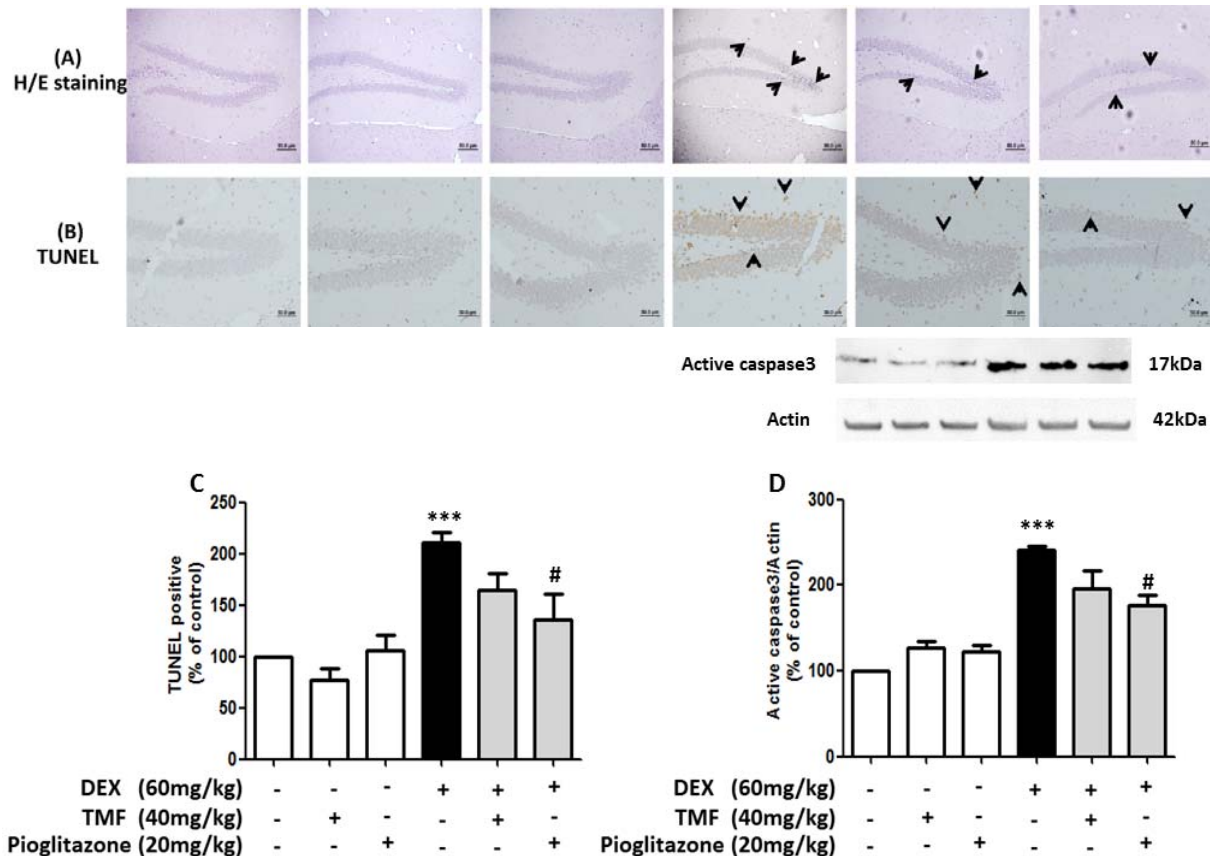 (A)
H/E staining
(B)
TUNEL
Active caspase3 17kDa
Actin 42kDa
C
TUNEL positive
(% of control)
250
200
150
100
50
0
***
#
DEX (60mg/kg) - - - + + +
TMF (40mg/kg) - + - - + -
Pioglitazone (20mg/kg) - - + - - +
D
Active caspase3/Actin
(% of control)
300
200
100
0
***
#
DEX (60mg/kg) - - - + + +
TMF (40mg/kg) - + - - + -
Pioglitazone (20mg/kg) - - + - - +